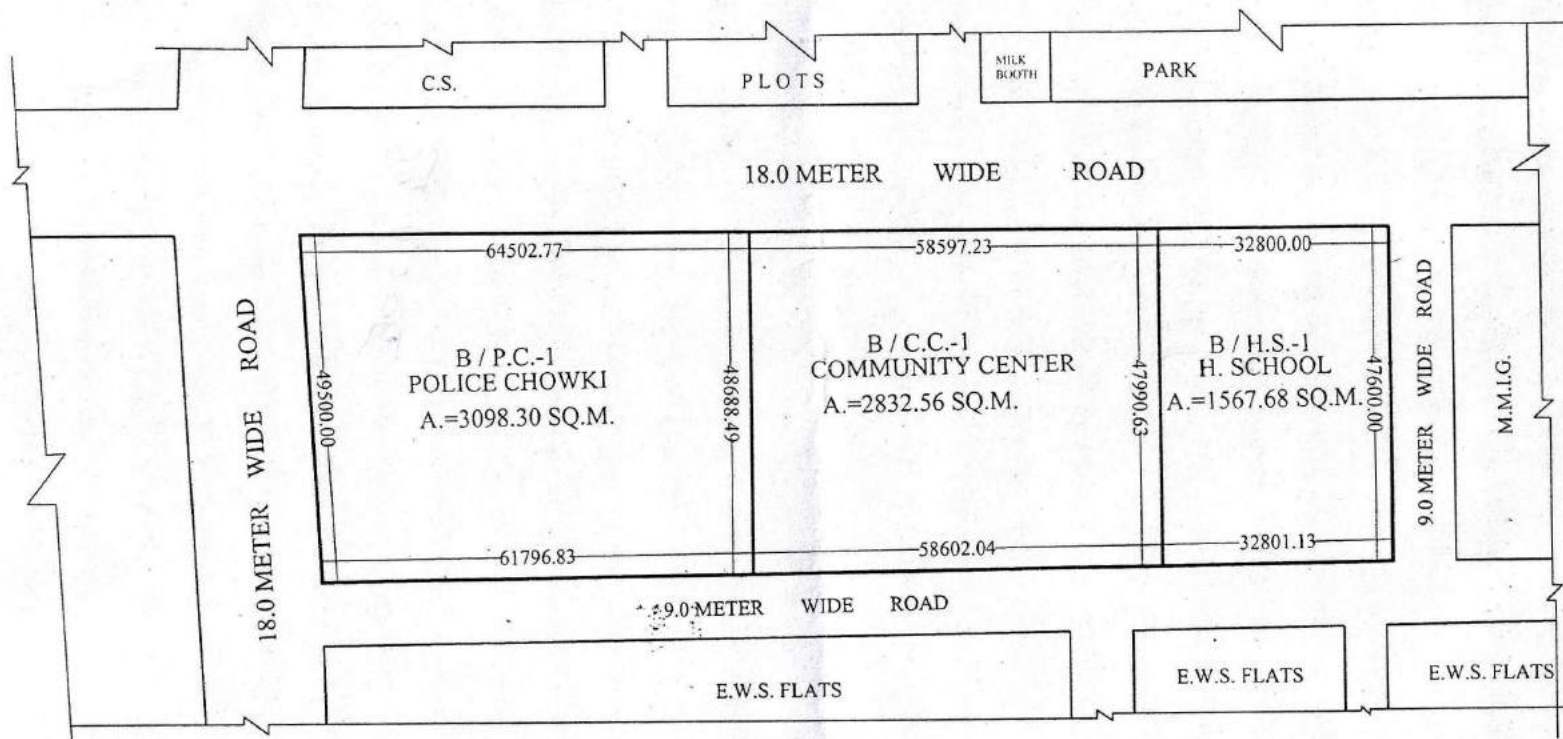 C.S.
PLOTS
MILK
BOOTH
PARK
18.0 METER WIDE ROAD
64502.77
58597.23
32800.00
18.0 METER WIDE ROAD
49500.00
B / P.C.-1
POLICE CHOWKI
A.=3098.30 SQ.M.
48688.49
B / C.C.-1
COMMUNITY CENTER
A.=2832.56 SQ.M.
47990.63
B / H.S.-1
H. SCHOOL
A.=1567.68 SQ.M.
47600.00
9.0 METER WIDE ROAD
M.M.I.G.
61796.83
58602.04
32801.13
9.0 METER WIDE ROAD
E.W.S. FLATS
E.W.S. FLATS
E.W.S. FLATS